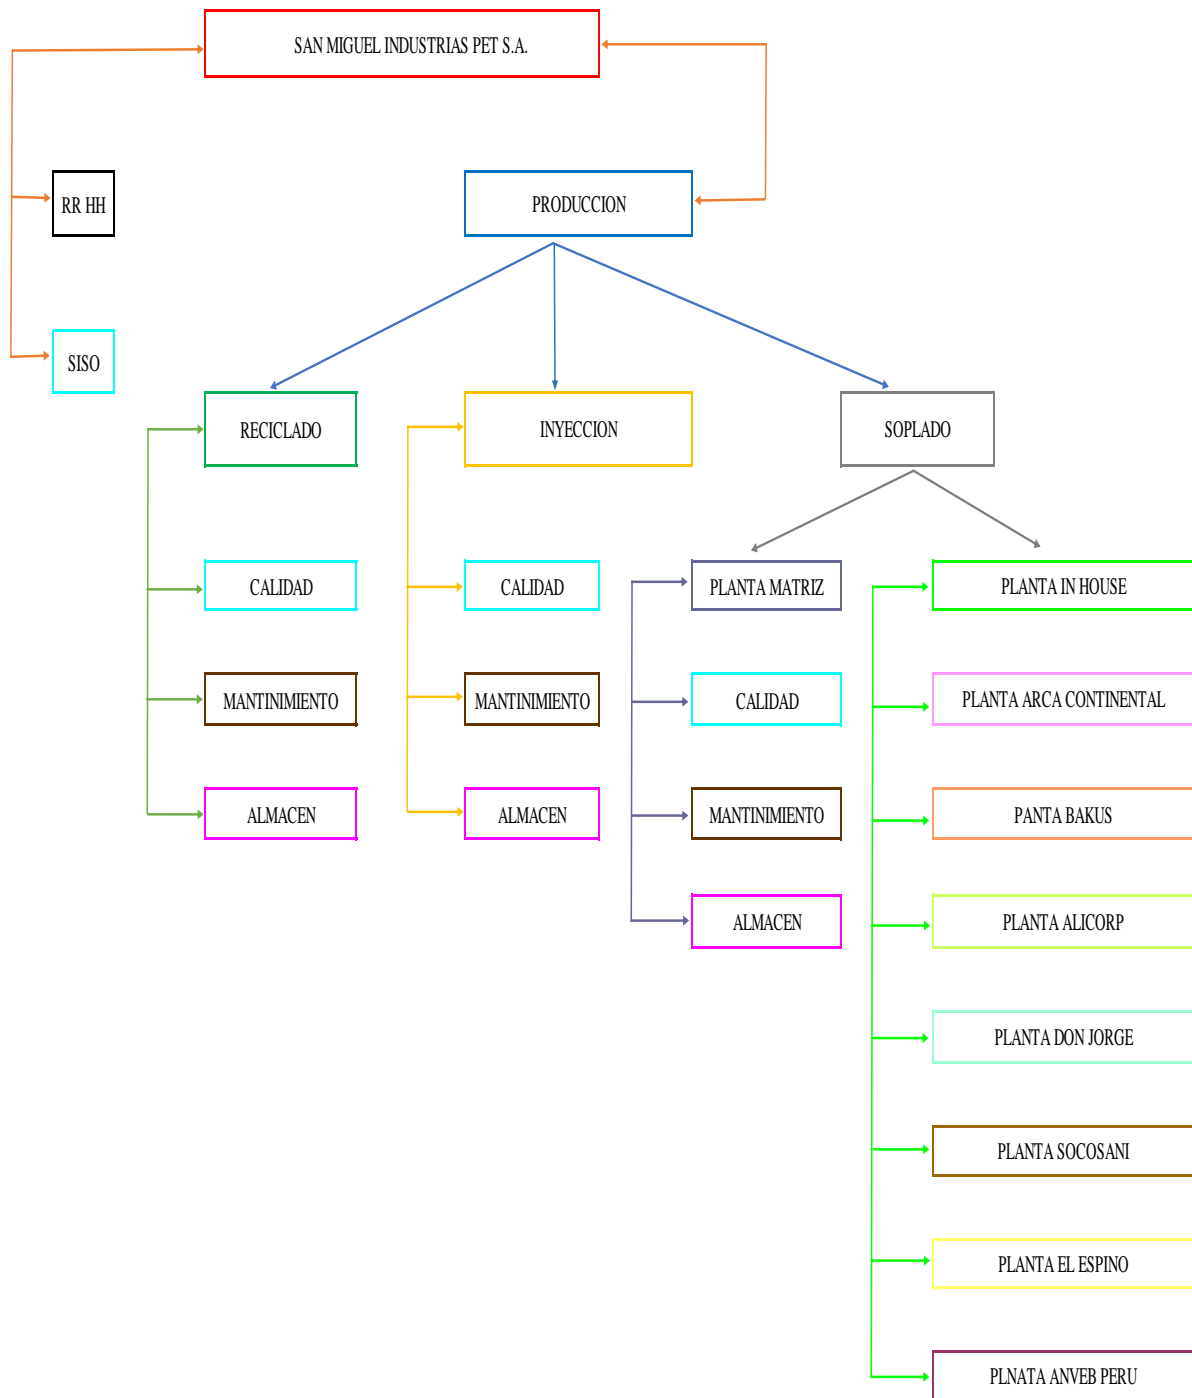 SAN MIGUEL INDUSTRIAS PET S.A.
RR HH
PRODUCCION
SISO
RECICLADO
INYECCION
SOPLADO
CALIDAD
CALIDAD
PLANTA MATRIZ
PLANTA IN HOUSE
MANTINIMIENTO
MANTINIMIENTO
CALIDAD
PLANTA ARCA CONTINENTAL
ALMACEN
ALMACEN
MANTINIMIENTO
PANTA BAKUS
ALMACEN
PLANTA ALICORP
PLANTA DON JORGE
PLANTA SOCOSANI
PLANTA EL ESPINO
PLNATA ANVEB PERU